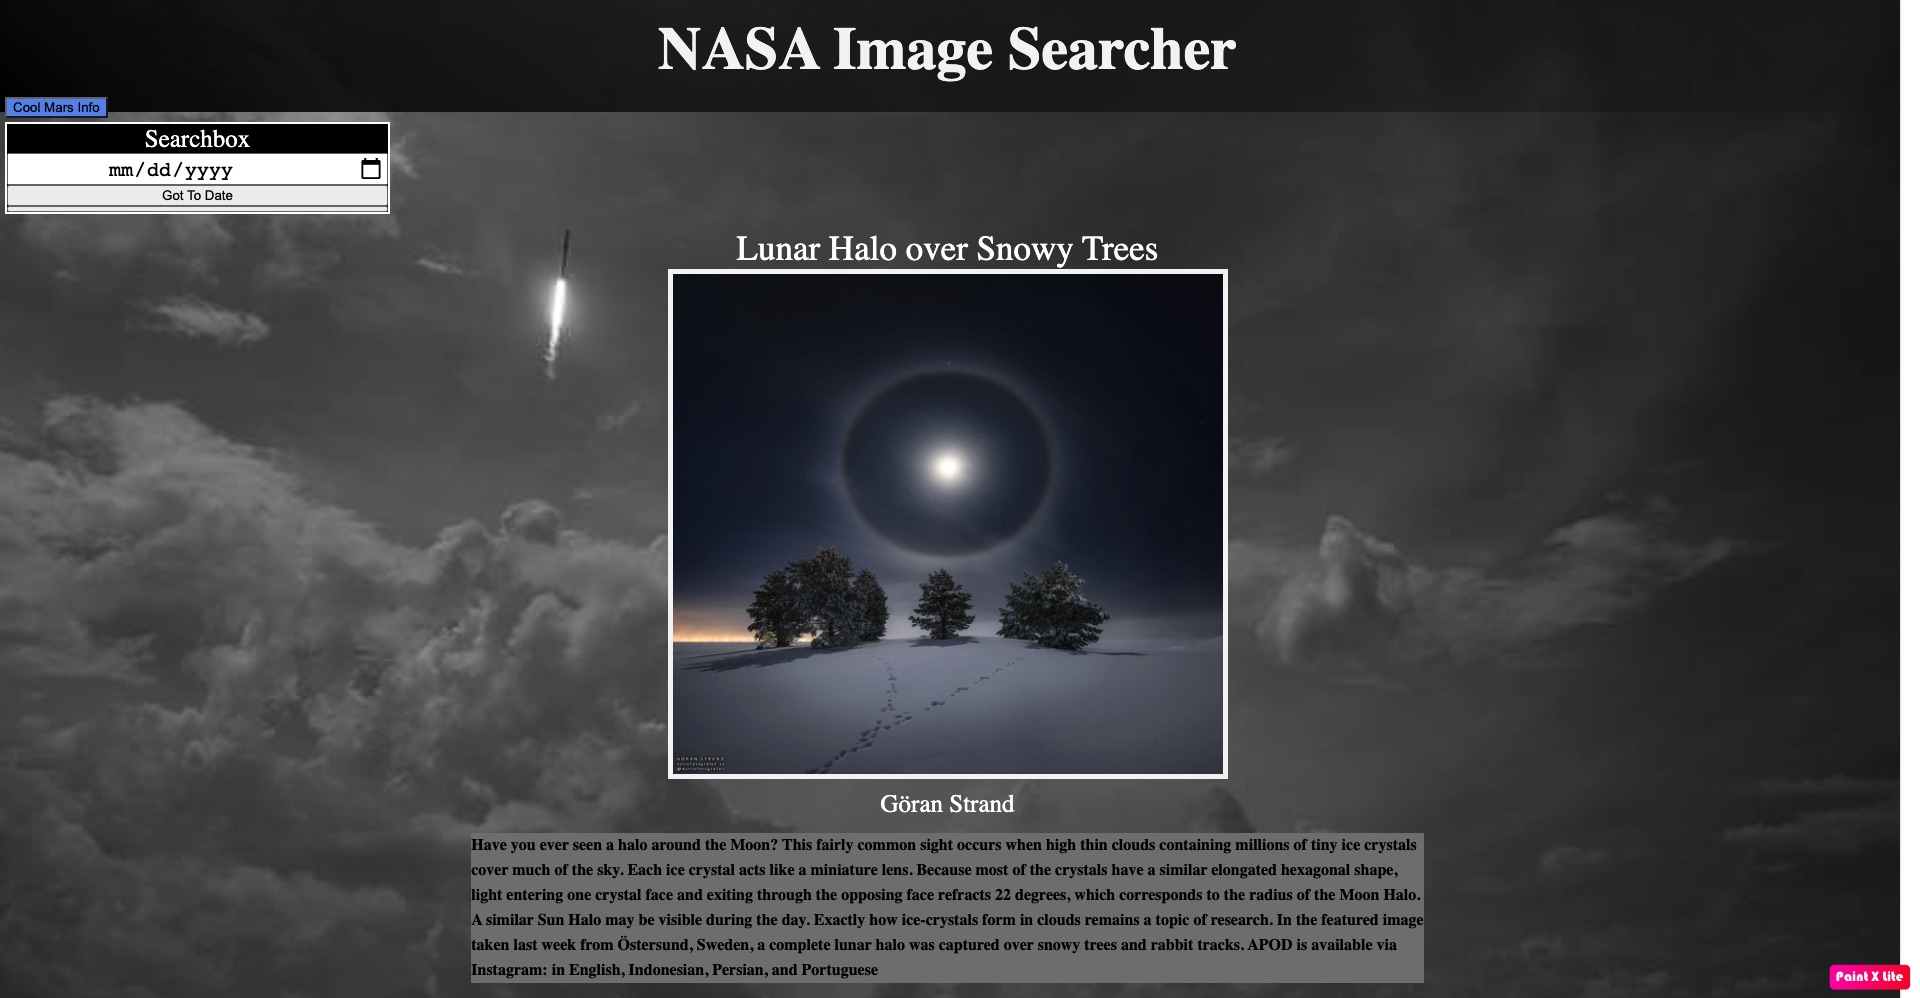 NASA Image Searcher
Cool Mars Info
Searchbox
mm/dd/yyyy
Got To Date
Lunar Halo over Snowy Trees
GÖRAN STRAND
Göran Strand
Have you ever seen a halo around the Moon? This fairly common sight occurs when high thin clouds containing millions of tiny ice crystals
cover much of the sky. Each ice crystal acts like a miniature lens. Because most of the crystals have a similar elongated hexagonal shape,
light entering one crystal face and exiting through the opposing face refracts 22 degrees, which corresponds to the radius of the Moon Halo.
A similar Sun Halo may be visible during the day. Exactly how ice-crystals form in clouds remains a topic of research. In the featured image
taken last week from Östersund, Sweden, a complete lunar halo was captured over snowy trees and rabbit tracks. APOD is available via
Instagram: in English, Indonesian, Persian, and Portuguese
Paint X Lite